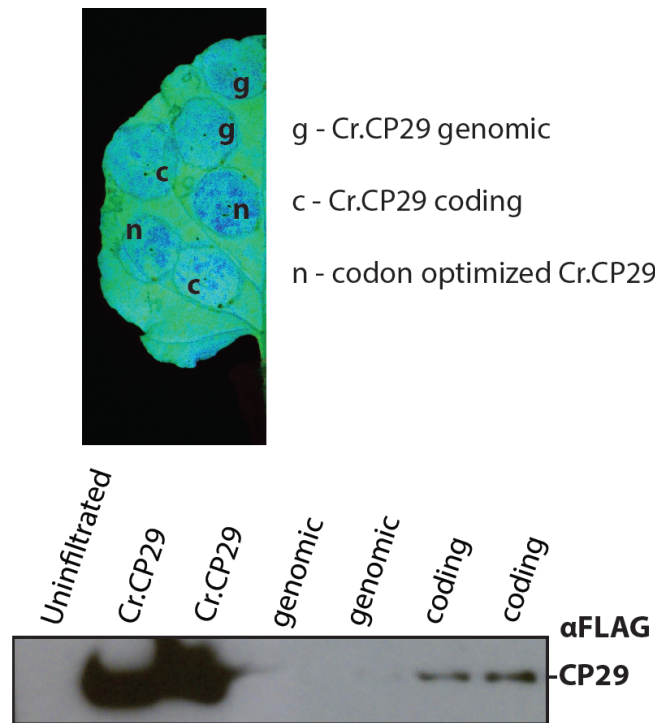 g
g
c
n
n
c
g - Cr.CP29 genomic
c - Cr.CP29 coding
n - codon optimized Cr.CP29
Uninfiltrated
Cr.CP29
Cr.CP29
genomic
genomic
coding
coding
αFLAG
-CP29